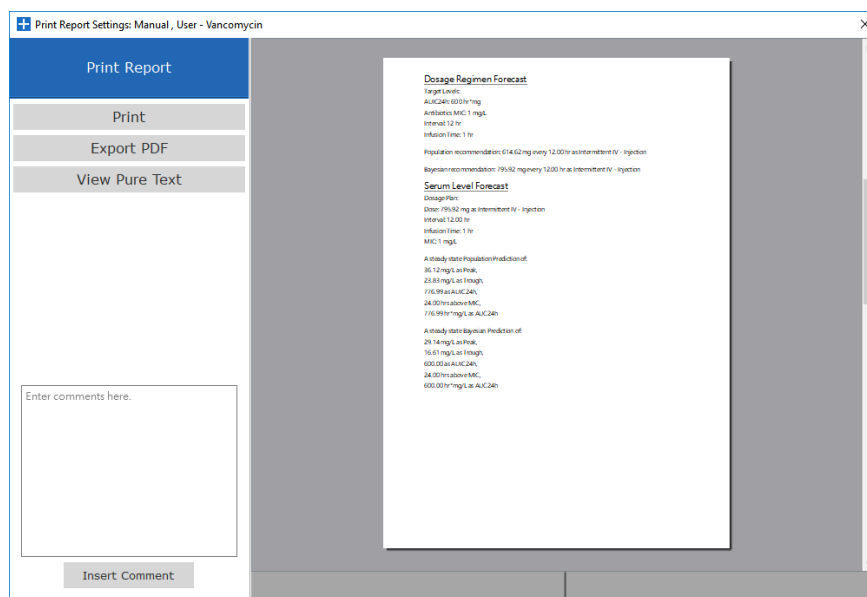 Print Report Settings: Manual , User - Vancomycin
Print Report
Print
Export PDF
View Pure Text
Enter comments here.
Insert Comment
Dosage Regimen Forecast
Target Levels:
AUIC24h: 600 hr*mg
Antibiotics MIC: 1 mg/L
Interval: 12 hr
Infusion Time: 1 hr
Population recommendation: 614.62 mg every 12.00 hr as Intermittent IV - Injection
Bayesian recommendation: 795.92 mg every 12.00 hr as Intermittent IV - Injection
Serum Level Forecast
Dosage Plan:
Dose: 795.92 mg as Intermittent IV - Injection
Interval: 12.00 hr
Infusion Time: 1 hr
MIC: 1 mg/L
A steady state Population Prediction of:
36.12 mg/L as Peak,
23.83 mg/L as Trough,
776.99 as AUIC24h,
24.00 hrs above MIC,
776.99 hr*mg/L as AUC24h
A steady state Bayesian Prediction of:
29.14 mg/L as Peak,
16.61 mg/L as Trough,
600.00 as AUIC24h,
24.00 hrs above MIC,
600.00 hr*mg/L as AUC24h